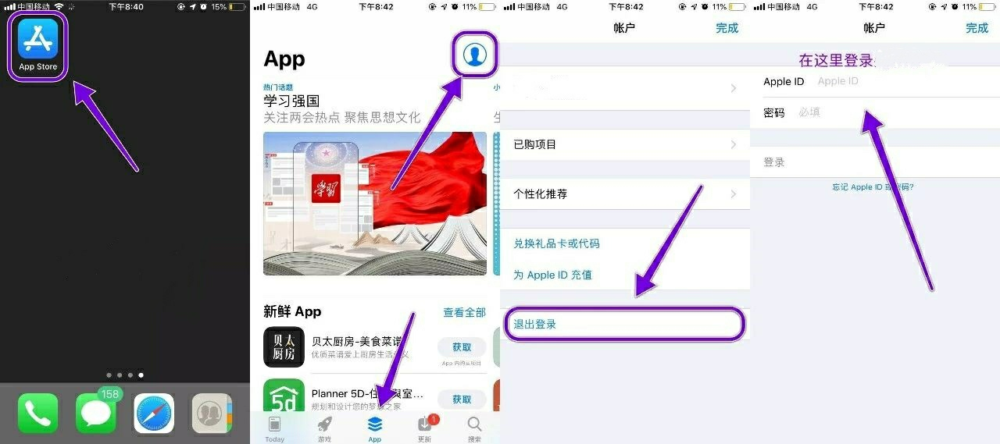 中国移动
下午8:40
15%
App Store
158
中国移动 4G
下午8:42
11%
App
热门话题
学习强国
关注两会热点 聚焦思想文化
学習
新鲜 App
查看全部
贝太厨房
贝太厨房-美食菜谱
优质菜谱爱上厨房生活
获取
App 内购买项目
5d
Planner 5D-
规划和设计您的梦想之家
获取
Today
游戏
App
更新
1
搜索
中国移动 4G
下午8:42
11%
帐户
完成
已购项目
个性化推荐
兑换礼品卡或代码
为 Apple ID 充值
退出登录
中国移动 4G
下午8:42
11%
帐户
完成
在这里登录
Apple ID
Apple ID
密码
必填
登录
忘记 Apple ID 或密码?